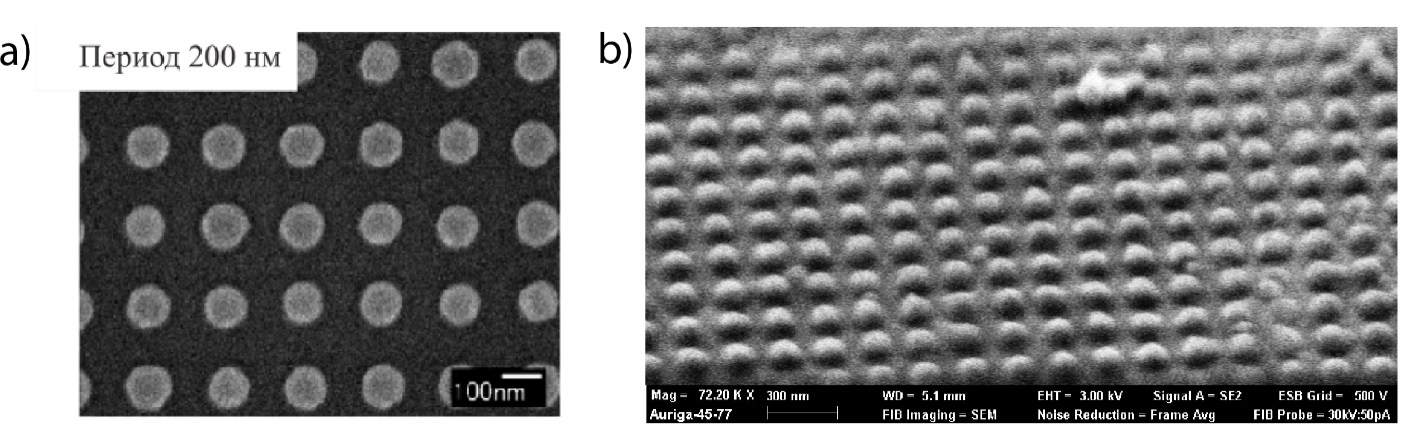 a)
Период 200 нм
100nm
b)
Mag = 72.20 K X 300 nm WD = 5.1 mm EHT = 3.00 kV Signal A = SE2 ESB Grid = 500 V
Auriga-45-77 FIB Imaging = SEM Noise Reduction = Frame Avg FIB Probe = 30kV:50pA